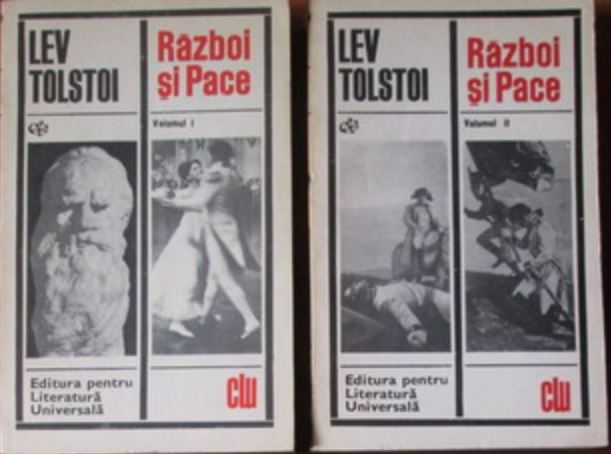 LEV
TOLSTOI
Război
și Pace
Volumul I
Editura pentru
Literatură
Universală
clu
LEV
TOLSTOI
Război
și Pace
Volumul II
Editura pentru
Literatură
Universală
clu